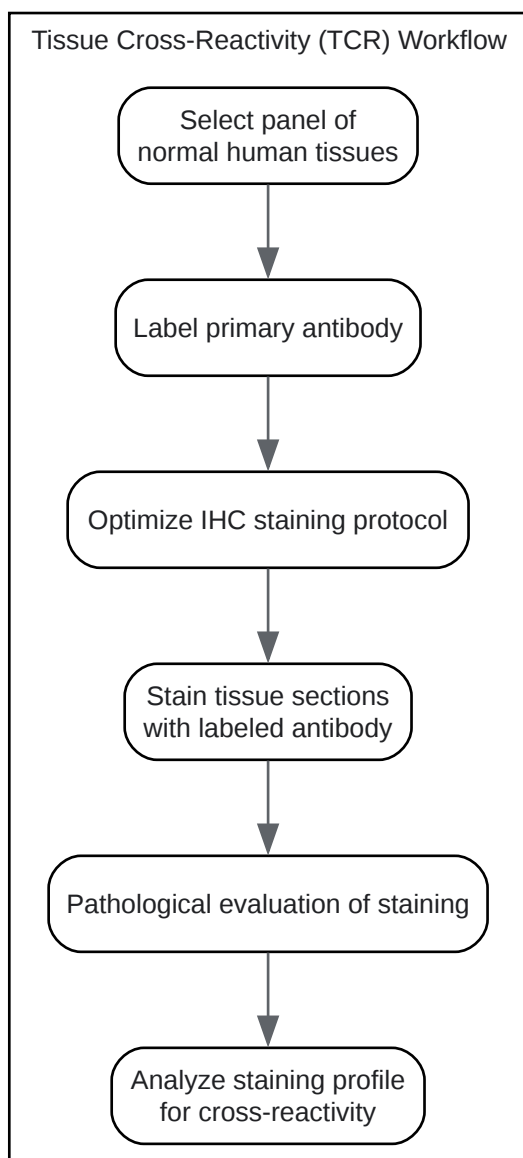 Tissue Cross-Reactivity (TCR) Workflow
Select panel of
normal human tissues
Label primary antibody
Optimize IHC staining protocol
Stain tissue sections
with labeled antibody
Pathological evaluation of staining
Analyze staining profile
for cross-reactivity